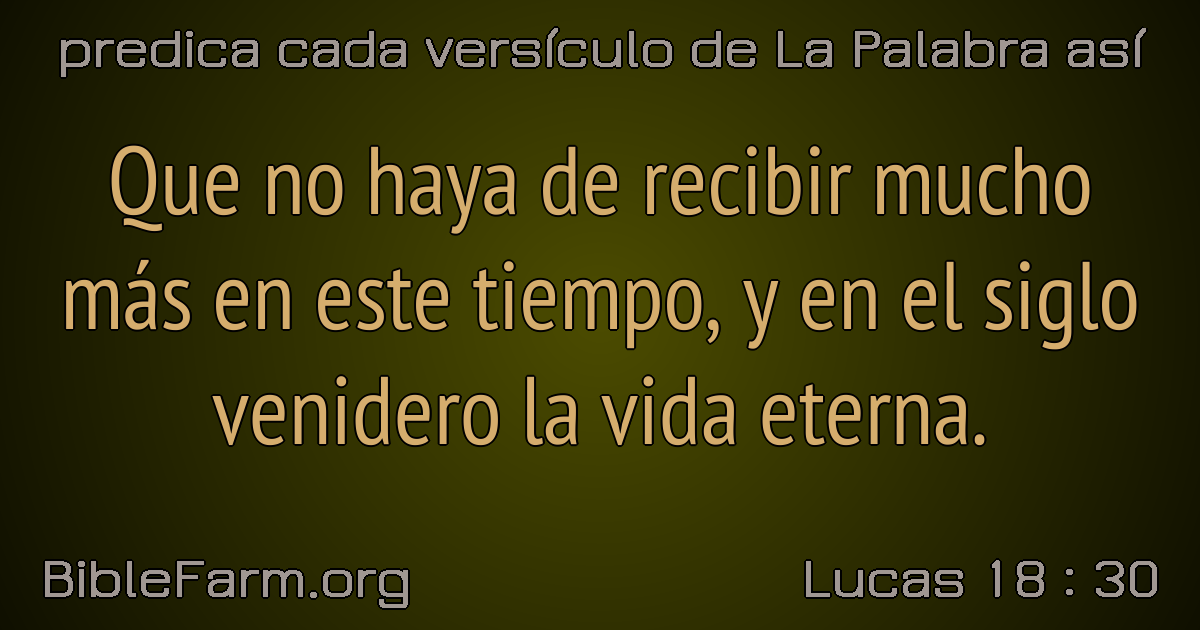 predica cada versículo de La Palabra así
Que no haya de recibir mucho
más en este tiempo, y en el siglo
venidero la vida eterna.
BibleFarm.org
Lucas 18 : 30